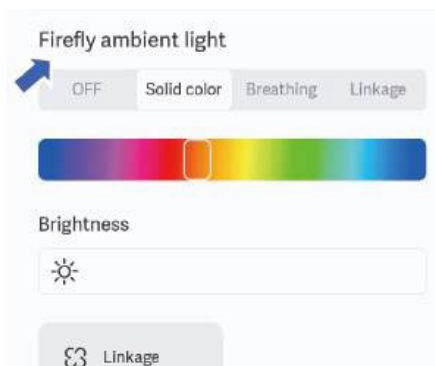 Firefly ambient light
OFF Solid color Breathing Linkage
Brightness
Linkage